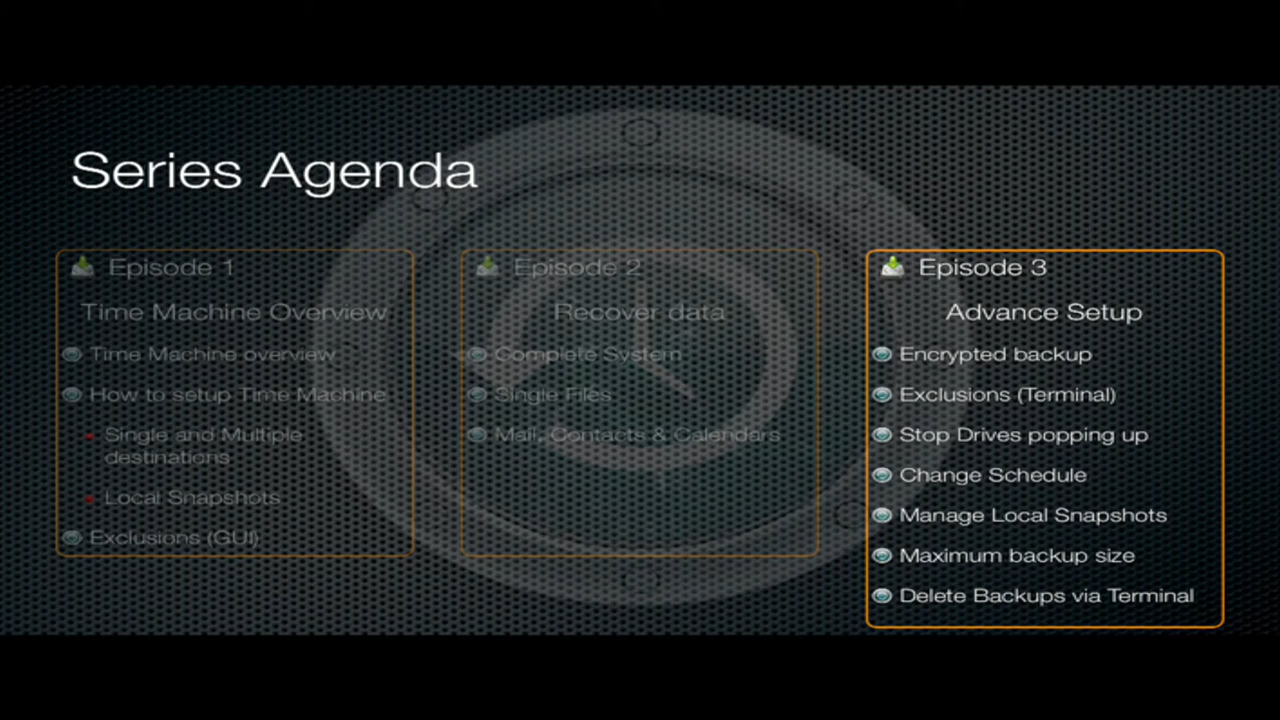 Series Agenda
Episode 1
Time Machine Overview
Time Machine overview
How to setup Time Machine
Single and Multiple
destinations
Local Snapshots
Exclusions (GUI)
Episode 2
Recover data
Complete System
Single Files
Mail, Contacts & Calendars
Episode 3
Advance Setup
Encrypted backup
Exclusions (Terminal)
Stop Drives popping up
Change Schedule
Manage Local Snapshots
Maximum backup size
Delete Backups via Terminal